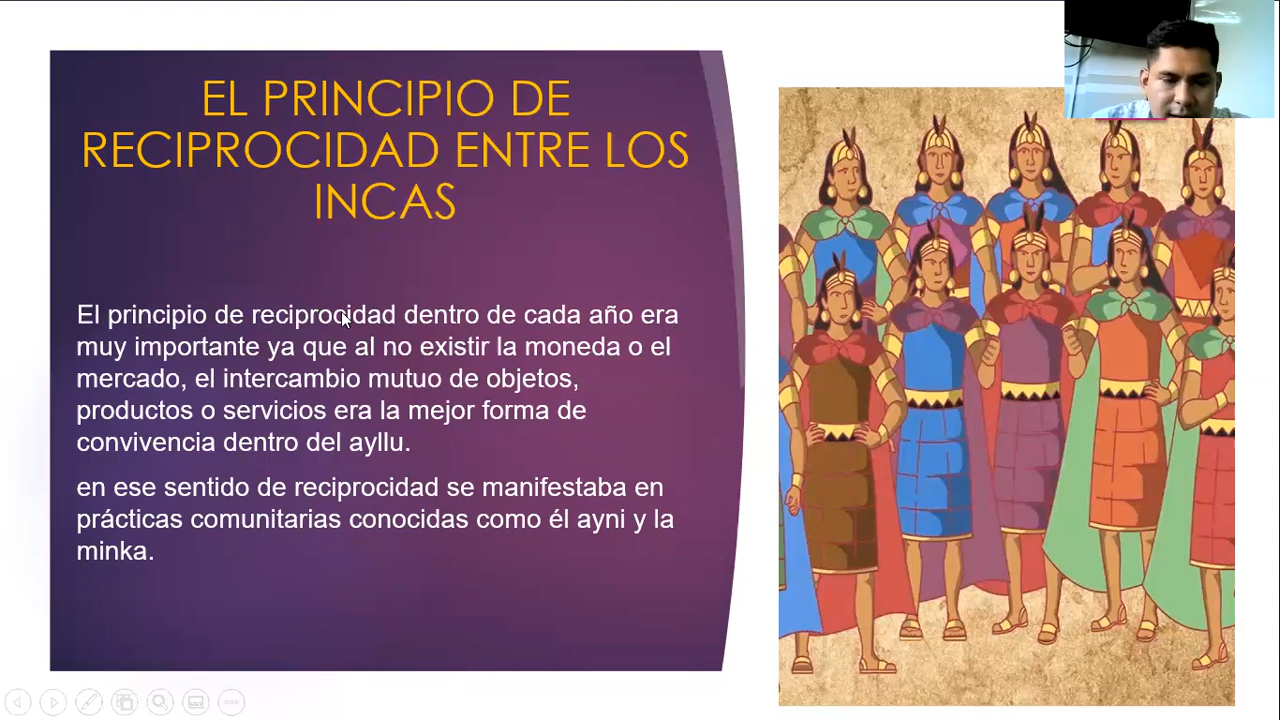 EL PRINCIPIO DE
RECIPROCIDAD ENTRE LOS
INCAS
El principio de reciprocidad dentro de cada año era
muy importante ya que al no existir la moneda o el
mercado, el intercambio mutuo de objetos,
productos o servicios era la mejor forma de
convivencia dentro del ayllu.
en ese sentido de reciprocidad se manifestaba en
prácticas comunitarias conocidas como él ayni y la
minka.